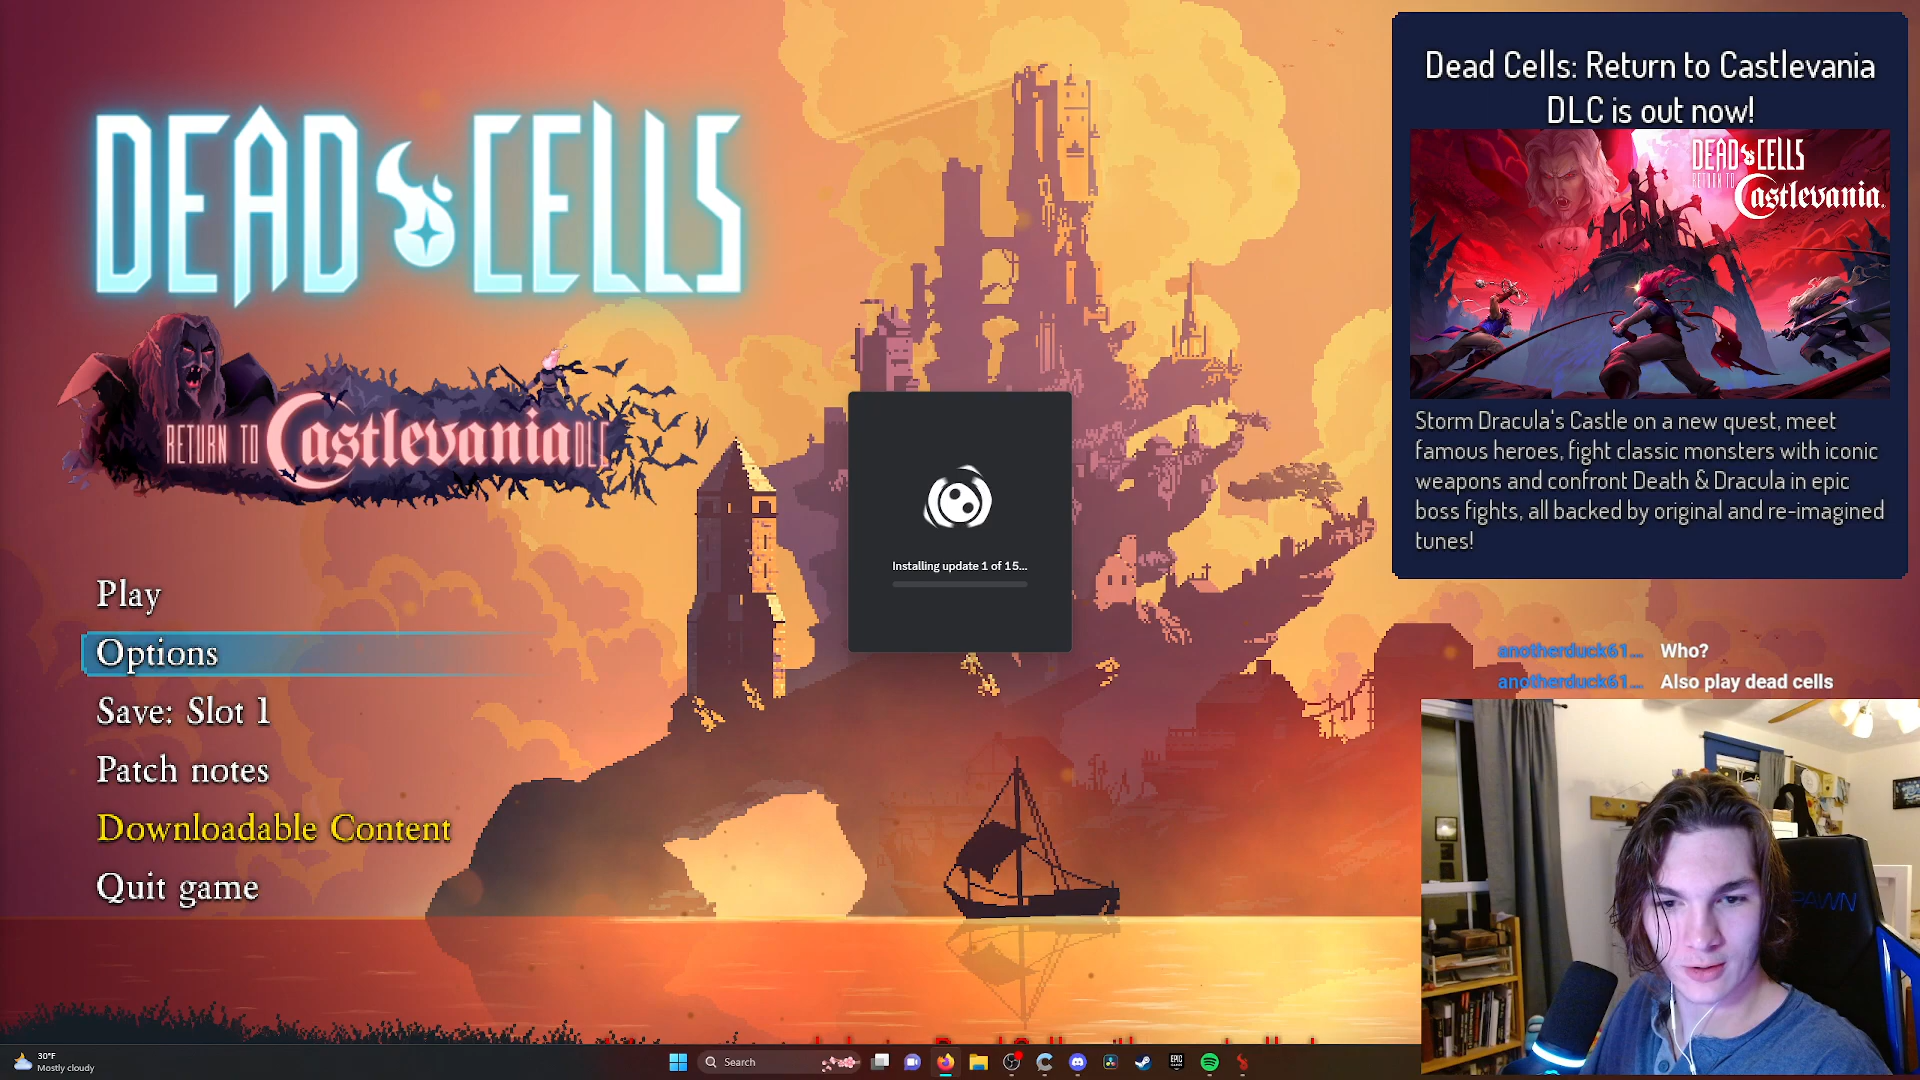 DEAD CELLS
RETURN TO Castlevania DLC
Play
Options
Save: Slot 1
Patch notes
Downloadable Content
Quit game
Installing update 1 of 15...
Dead Cells: Return to Castlevania
DLC is out now!
DEAD CELLS
RETURN TO
Castlevania
Storm Dracula's Castle on a new quest, meet
famous heroes, fight classic monsters with iconic
weapons and confront Death & Dracula in epic
boss fights, all backed by original and re-imagined
tunes!
anotherduck61... Who?
anotherduck61... Also play dead cells
30°F
Mostly cloudy
Search
EPIC